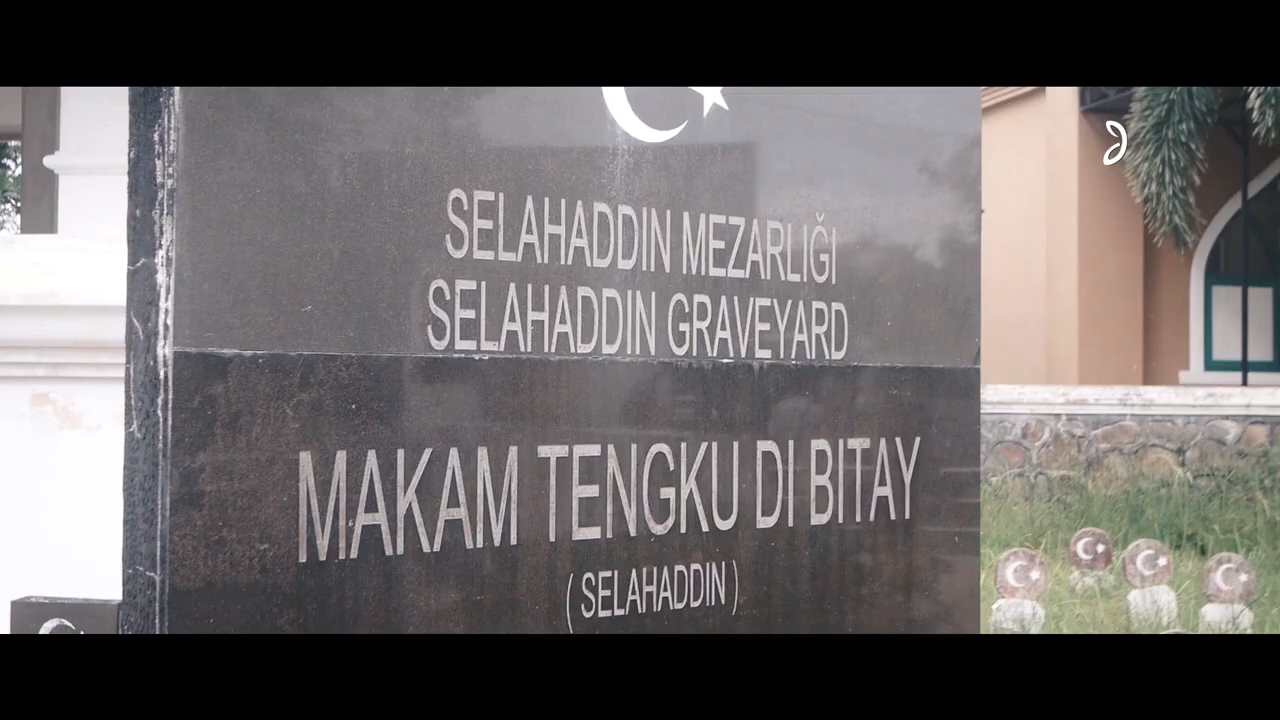 SELAHADDIN MEZARLIĞI
SELAHADDIN GRAVEYARD
MAKAM TENGKU DI BITAY
( SELAHADDIN )